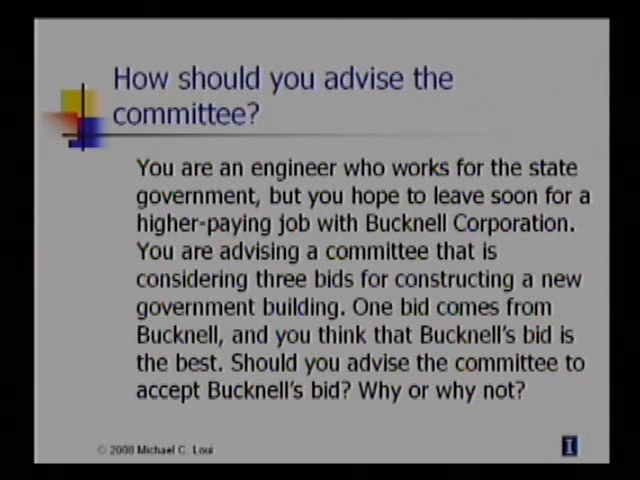 How should you advise the
committee?
You are an engineer who works for the state
government, but you hope to leave soon for a
higher-paying job with Bucknell Corporation.
You are advising a committee that is
considering three bids for constructing a new
government building. One bid comes from
Bucknell, and you think that Bucknell's bid is
the best. Should you advise the committee to
accept Bucknell's bid? Why or why not?
© 2008 Michael C. Loui
I